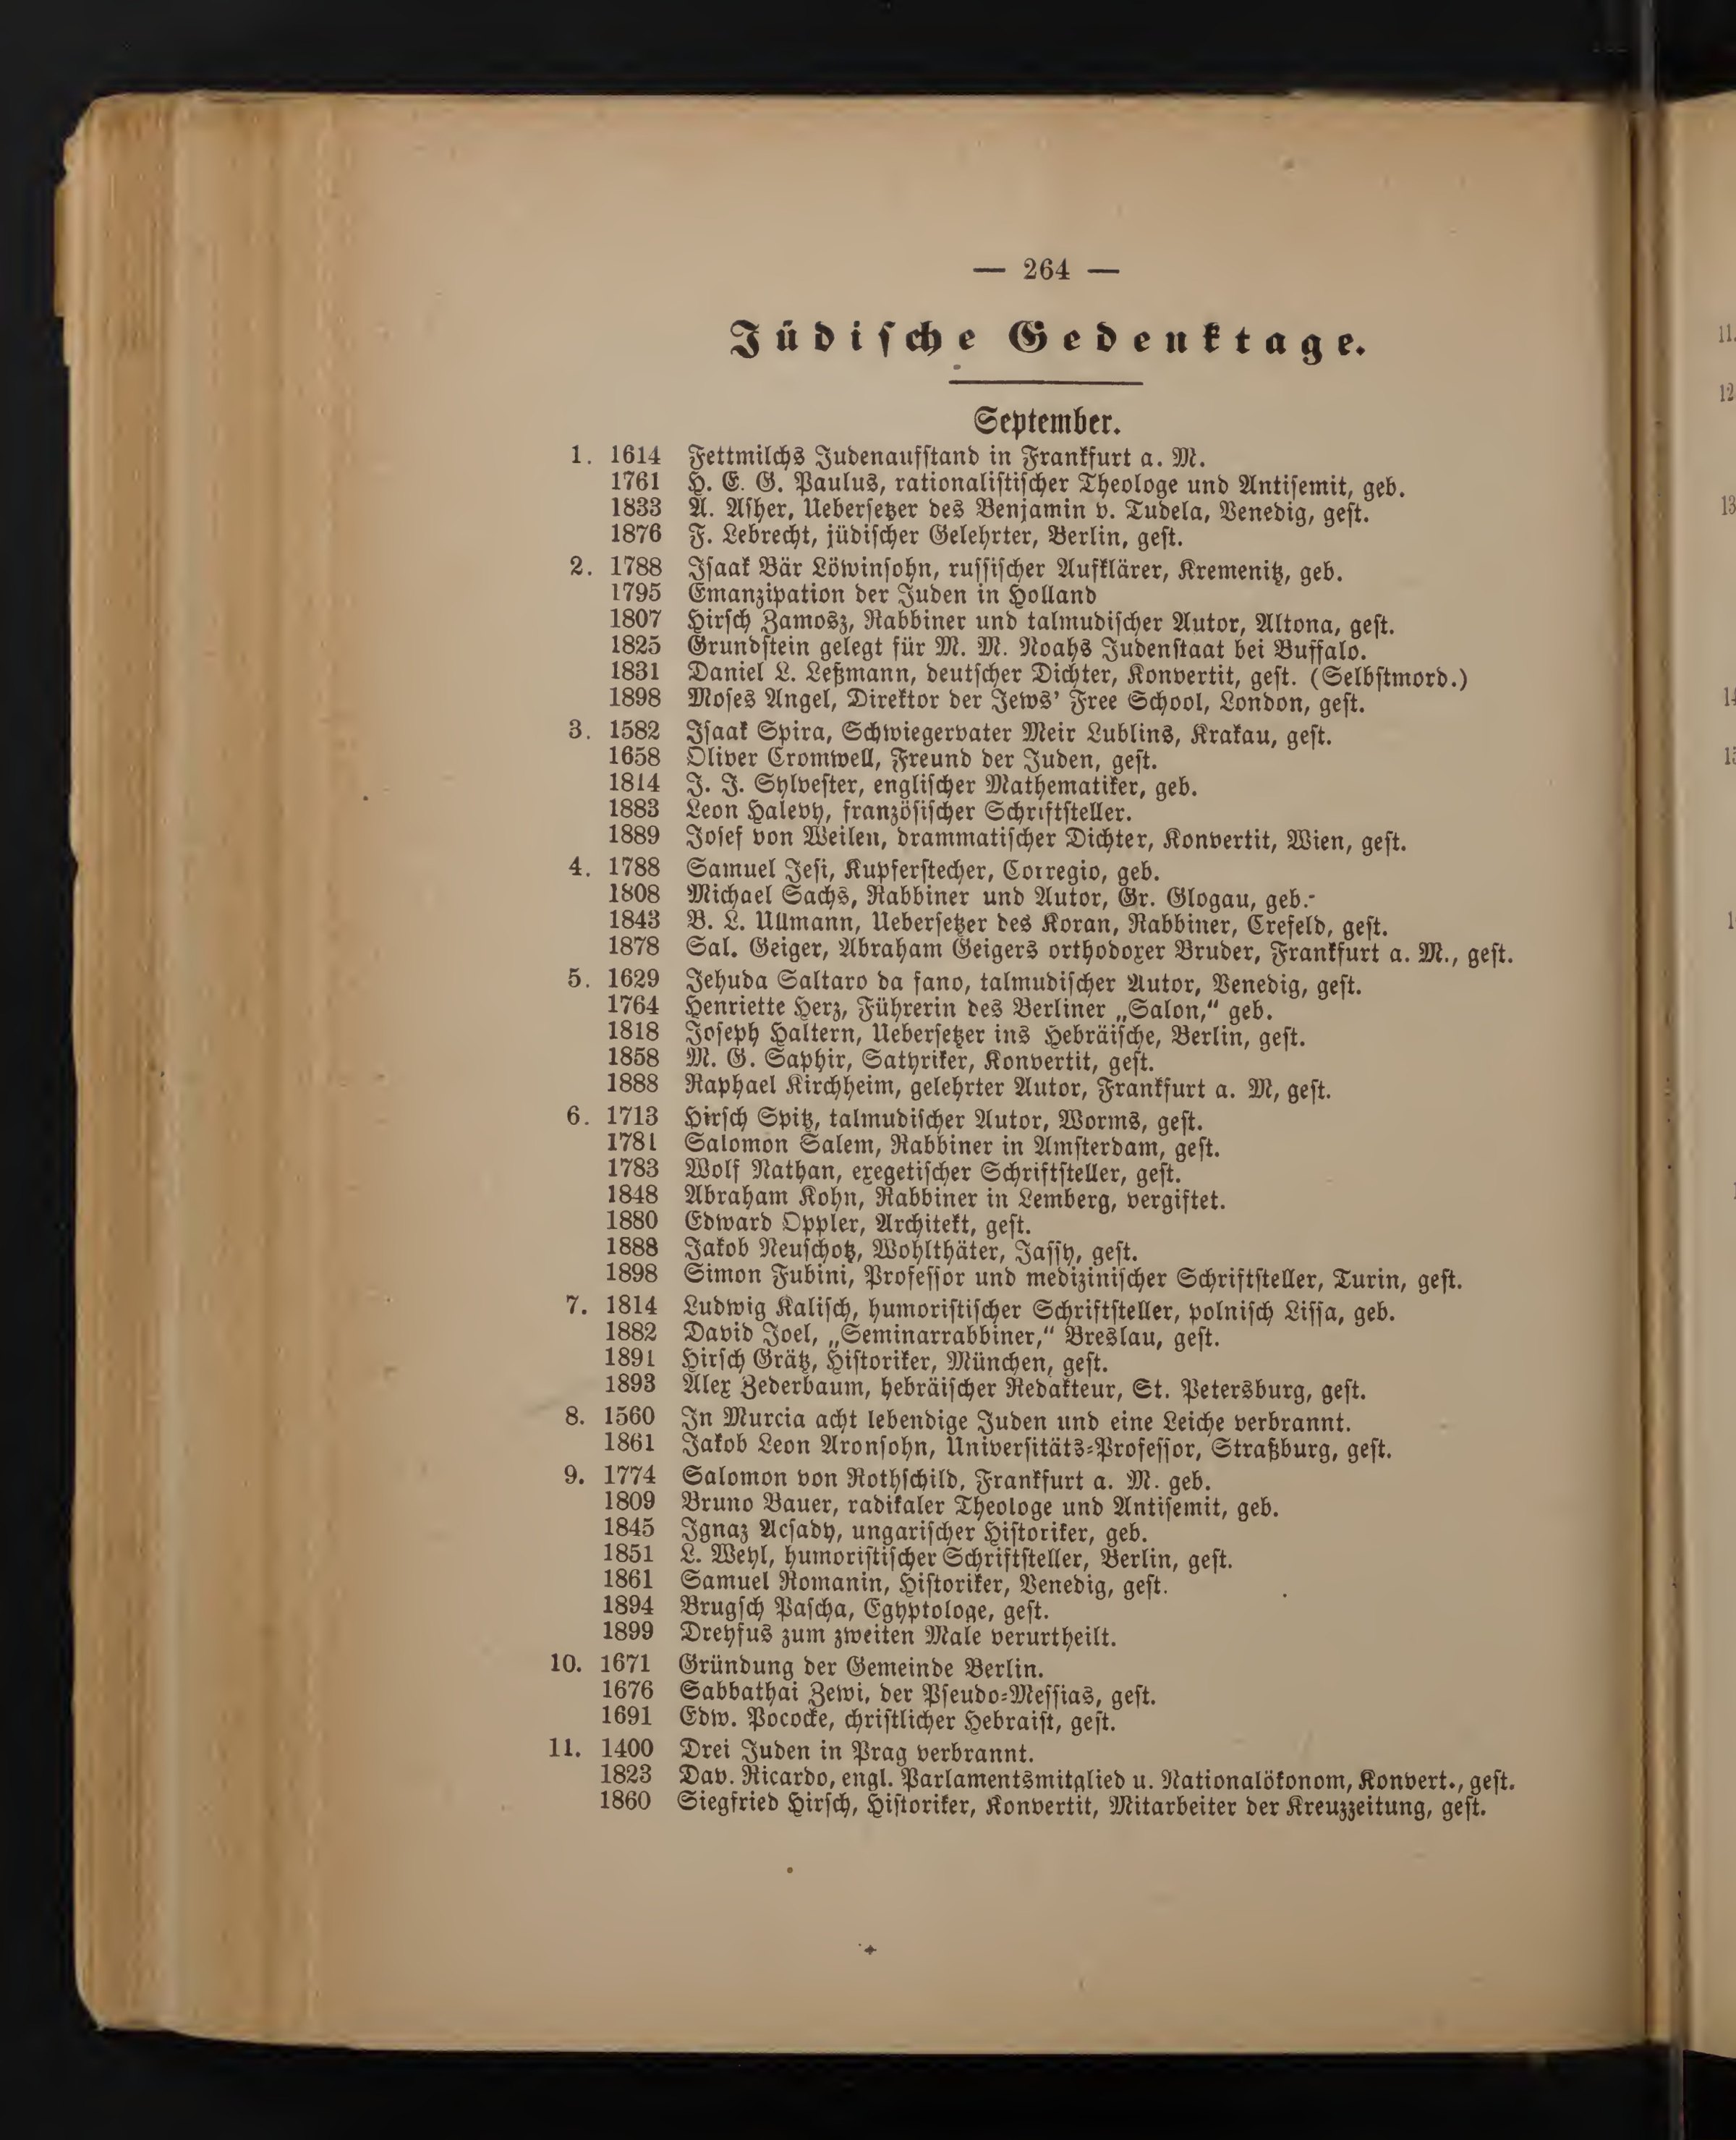 — 264 —
Jüdische Gedenktage.
September.
1. 1614 Fettmilchs Judenaufstand in Frankfurt a. M.
1761 H. E. G. Paulus, rationalistischer Theologe und Antisemit, geb.
1833 A. Asher, Uebersetzer des Benjamin v. Tudela, Venedig, gest.
1876 F. Lebrecht, jüdischer Gelehrter, Berlin, gest.
2. 1788 Isaak Bär Löwinsohn, russischer Aufklärer, Kremenitz, geb.
1795 Emanzipation der Juden in Holland
1807 Hirsch Zamosz, Rabbiner und talmudischer Autor, Altona, gest.
1825 Grundstein gelegt für M. M. Noahs Judenstaat bei Buffalo.
1831 Daniel L. Leßmann, deutscher Dichter, Konvertit, gest. (Selbstmord.)
1898 Moses Angel, Direktor der Jews' Free School, London, gest.
3. 1582 Isaak Spira, Schwiegervater Meir Lublins, Krakau, gest.
1658 Oliver Cromwell, Freund der Juden, gest.
1814 J. J. Sylvester, englischer Mathematiker, geb.
1883 Leon Halevy, französischer Schriftsteller.
1889 Josef von Weilen, drammatischer Dichter, Konvertit, Wien, gest.
4. 1788 Samuel Jesi, Kupferstecher, Corregio, geb.
1808 Michael Sachs, Rabbiner und Autor, Gr. Glogau, geb.
1843 B. L. Ullmann, Uebersetzer des Koran, Rabbiner, Crefeld, gest.
1878 Sal. Geiger, Abraham Geigers orthodoxer Bruder, Frankfurt a. M., gest.
5. 1629 Jehuda Saltaro da fano, talmudischer Autor, Venedig, gest.
1764 Henriette Herz, Führerin des Berliner „Salon,“ geb.
1818 Joseph Haltern, Uebersetzer ins Hebräische, Berlin, gest.
1858 M. G. Saphir, Satyriker, Konvertit, gest.
1888 Raphael Kirchheim, gelehrter Autor, Frankfurt a. M, gest.
6. 1713 Hirsch Spitz, talmudischer Autor, Worms, gest.
1781 Salomon Salem, Rabbiner in Amsterdam, gest.
1783 Wolf Nathan, exegetischer Schriftsteller, gest.
1848 Abraham Kohn, Rabbiner in Lemberg, vergiftet.
1880 Edward Oppler, Architekt, gest.
1888 Jakob Neuschotz, Wohlthäter, Jassy, gest.
1898 Simon Fubini, Professor und medizinischer Schriftsteller, Turin, gest.
7. 1814 Ludwig Kalisch, humoristischer Schriftsteller, polnisch Lissa, geb.
1882 David Joel, „Seminarrabbiner,“ Breslau, gest.
1891 Hirsch Grätz, Historiker, München, gest.
1893 Alex Zederbaum, hebräischer Redakteur, St. Petersburg, gest.
8. 1560 In Murcia acht lebendige Juden und eine Leiche verbrannt.
1861 Jakob Leon Aronsohn, Universitäts-Professor, Straßburg, gest.
9. 1774 Salomon von Rothschild, Frankfurt a. M. geb.
1809 Bruno Bauer, radikaler Theologe und Antisemit, geb.
1845 Ignaz Acsady, ungarischer Historiker, geb.
1851 L. Weyl, humoristischer Schriftsteller, Berlin, gest.
1861 Samuel Romanin, Historiker, Venedig, gest.
1894 Brugsch Pascha, Egyptologe, gest.
1899 Dreyfus zum zweiten Male verurtheilt.
10. 1671 Gründung der Gemeinde Berlin.
1676 Sabbathai Zewi, der Pseudo-Messias, gest.
1691 Edw. Pococke, christlicher Hebraist, gest.
11. 1400 Drei Juden in Prag verbrannt.
1823 Dav. Ricardo, engl. Parlamentsmitglied u. Nationalökonom, Konvert., gest.
1860 Siegfried Hirsch, Historiker, Konvertit, Mitarbeiter der Kreuzzeitung, gest.
11.
12
13
14